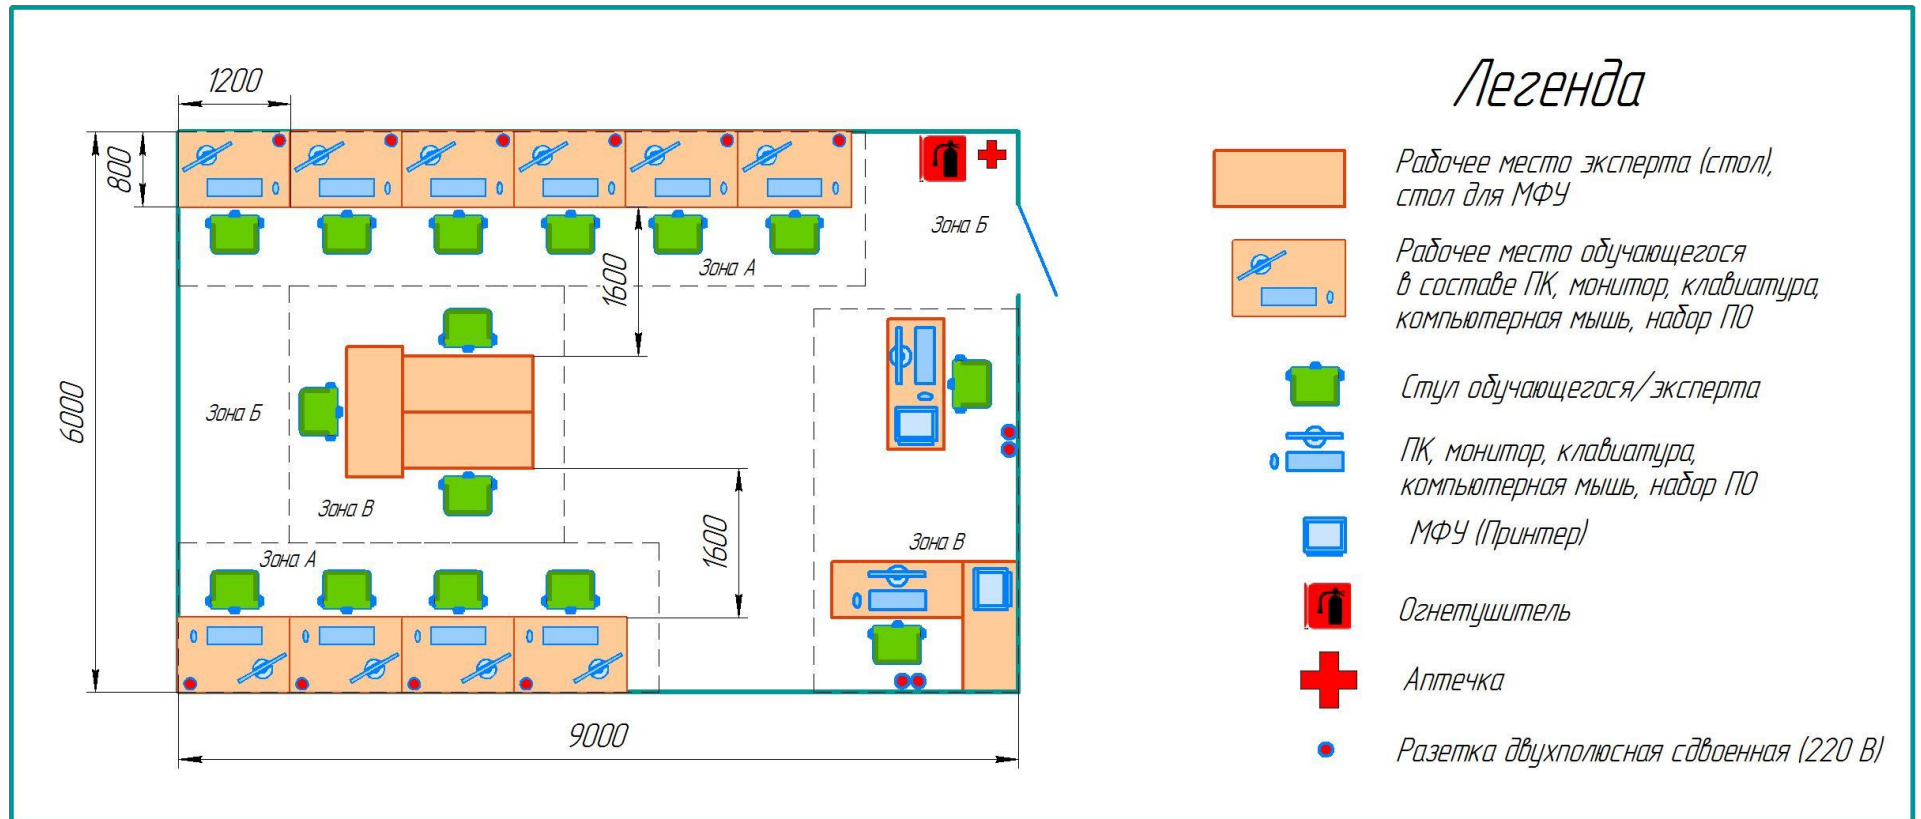 1200
800
6000
1600
1600
9000
Зона Б
Зона А
Зона Б
Зона В
Зона А
Зона В
Легенда
Рабочее место эксперта (стол),
стол для МФУ
Рабочее место обучающегося
в составе ПК, монитор, клавиатура,
компьютерная мышь, набор ПО
Стул обучающегося/эксперта
ПК, монитор, клавиатура,
компьютерная мышь, набор ПО
МФУ (Принтер)
Огнетушитель
Аптечка
Разетка двухполюсная сдвоенная (220 В)